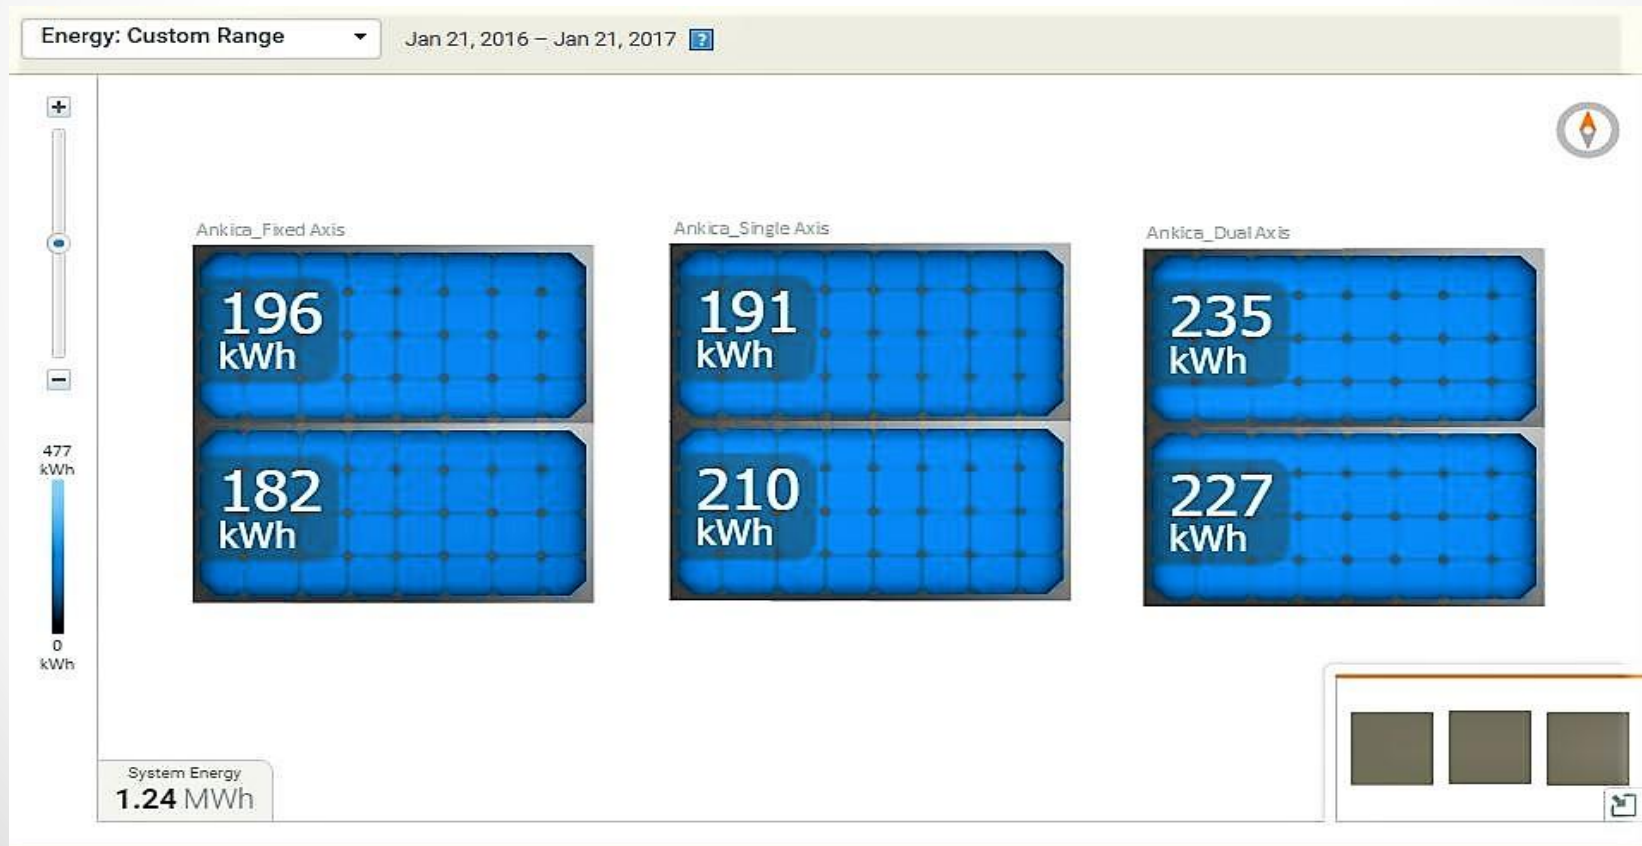 Energy: Custom Range
Jan 21, 2016 – Jan 21, 2017 ?
Ankica_Fixed Axis
196
kWh
182
kWh
Ankica_Single Axis
191
kWh
210
kWh
Ankica_Dual Axis
235
kWh
227
kWh
477
kWh
0
kWh
System Energy
1.24 MWh